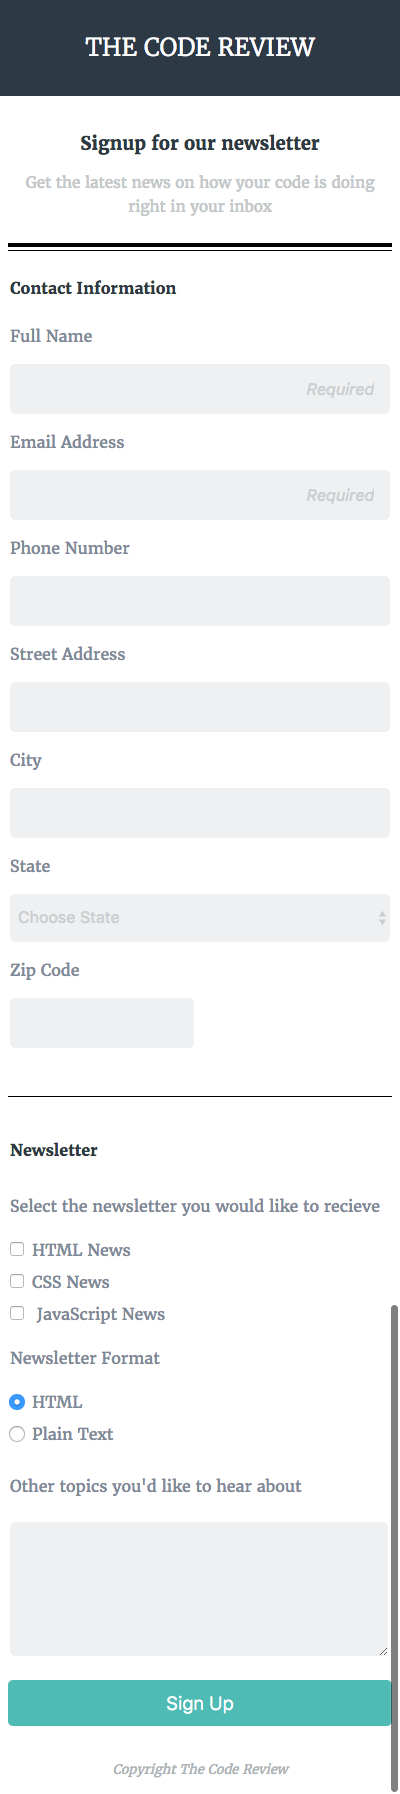 THE CODE REVIEW
Signup for our newsletter
Get the latest news on how your code is doing
right in your inbox
Contact Information
Full Name
Required
Email Address
Required
Phone Number
Street Address
City
State
Choose State
Zip Code
Newsletter
Select the newsletter you would like to recieve
HTML News
CSS News
JavaScript News
Newsletter Format
HTML
Plain Text
Other topics you'd like to hear about
Sign Up
Copyright The Code Review